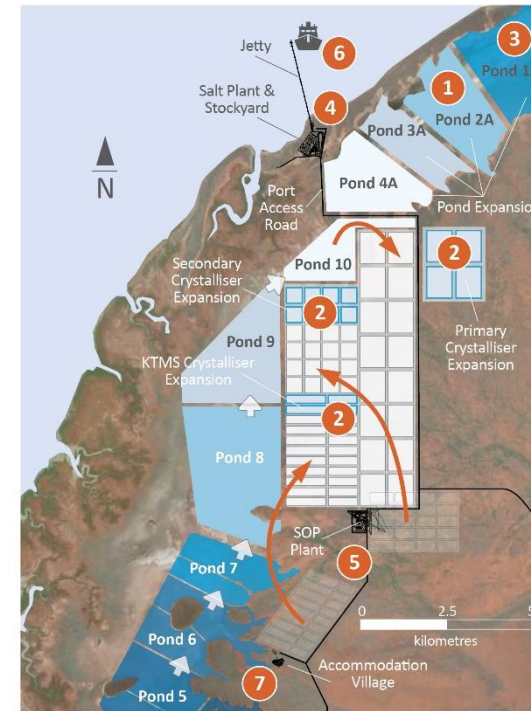 Jetty
6
3
Pond 1
Salt Plant &
Stockyard
4
1
Pond 2A
Pond 3A
N
Pond 4A
Port
Access
Road
Pond Expansion
Secondary
Crystalliser
Expansion
Pond 10
2
2
Primary
Crystalliser
Expansion
Pond 9
KTMS Crystalliser
Expansion
2
Pond 8
SOP
Plant
5
Pond 7
0
2.5
kilometres
Pond 6
Accommodation
Village
7
Pond 5